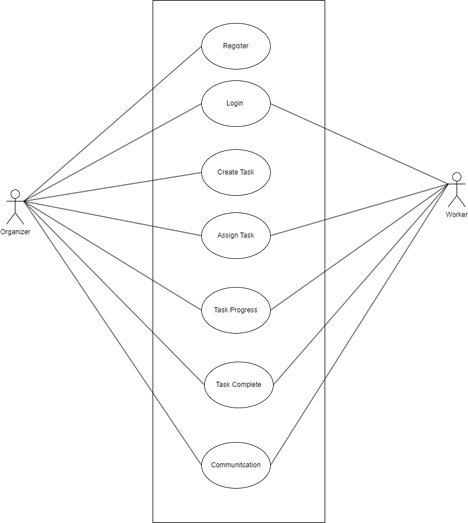 Register
Login
Create Task
Assign Task
Task Progress
Task Complete
Communitcation
Organizer
Worker